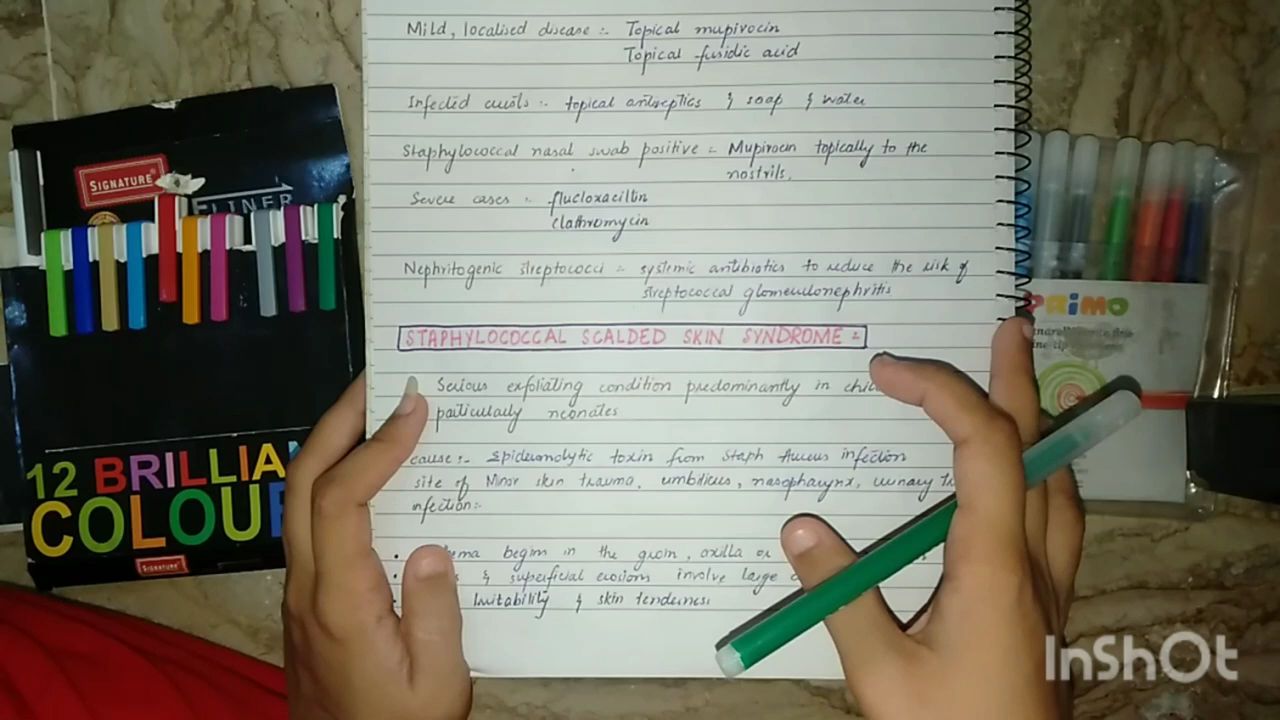 Mild, localised disease :- Topical mupirocin
Topical fusidic acid
Infected crusts :- topical antiseptics & soap & water
Staphylococcal nasal swab positive :- Mupirocin topically to the
nostrils.
Severe cases :- flucloxacillin
clathromycin
Nephritogenic streptococci :- systemic antibiotics to reduce the risk of
streptococcal glomerulonephritis
STAPHYLOCOCCAL SCALDED SKIN SYNDROME :-
Serious exfoliating condition predominantly in
particularly neonates
cause :- Epidermolytic toxin from Staph Aureus infection
site of Minor skin trauma, umbilicus, nasopharynx, urinary
infection:-
begin in the groin, axilla or
& superficial erosions involve large
Irritability & skin tenderness
SIGNATURE
LINER
12 BRILLIA
COLOU
SIGNATURE
PRIMO
InShOt